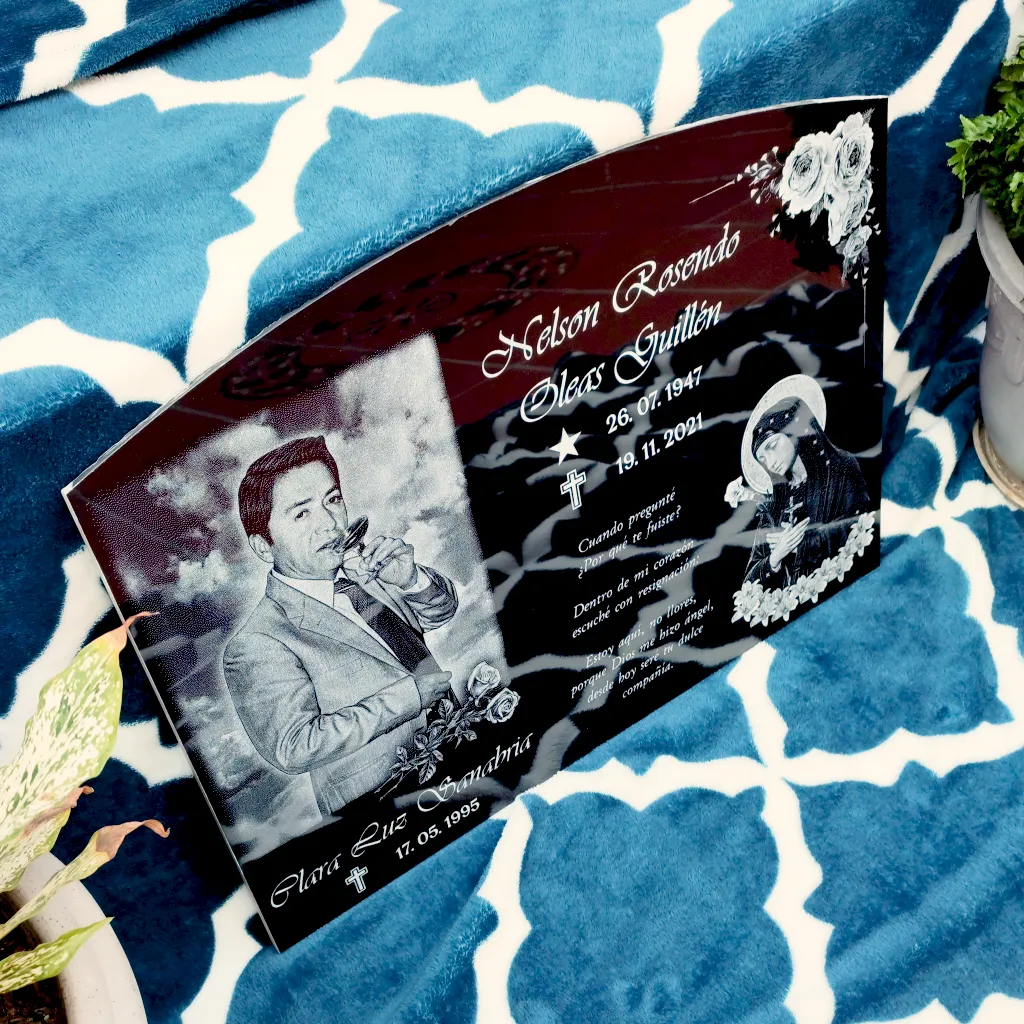 Nelson Rosendo
Oleas Guillén
26. 07. 1947
19. 11. 2021
Cuando pregunté
¿Por qué te fuiste?
Dentro de mi corazón
escuché con resignación:
Estoy aquí, no llores,
porque Dios me hizo ángel,
desde hoy seré tu dulce
compañía.
Clara Luz Sanabria
17. 05. 1995